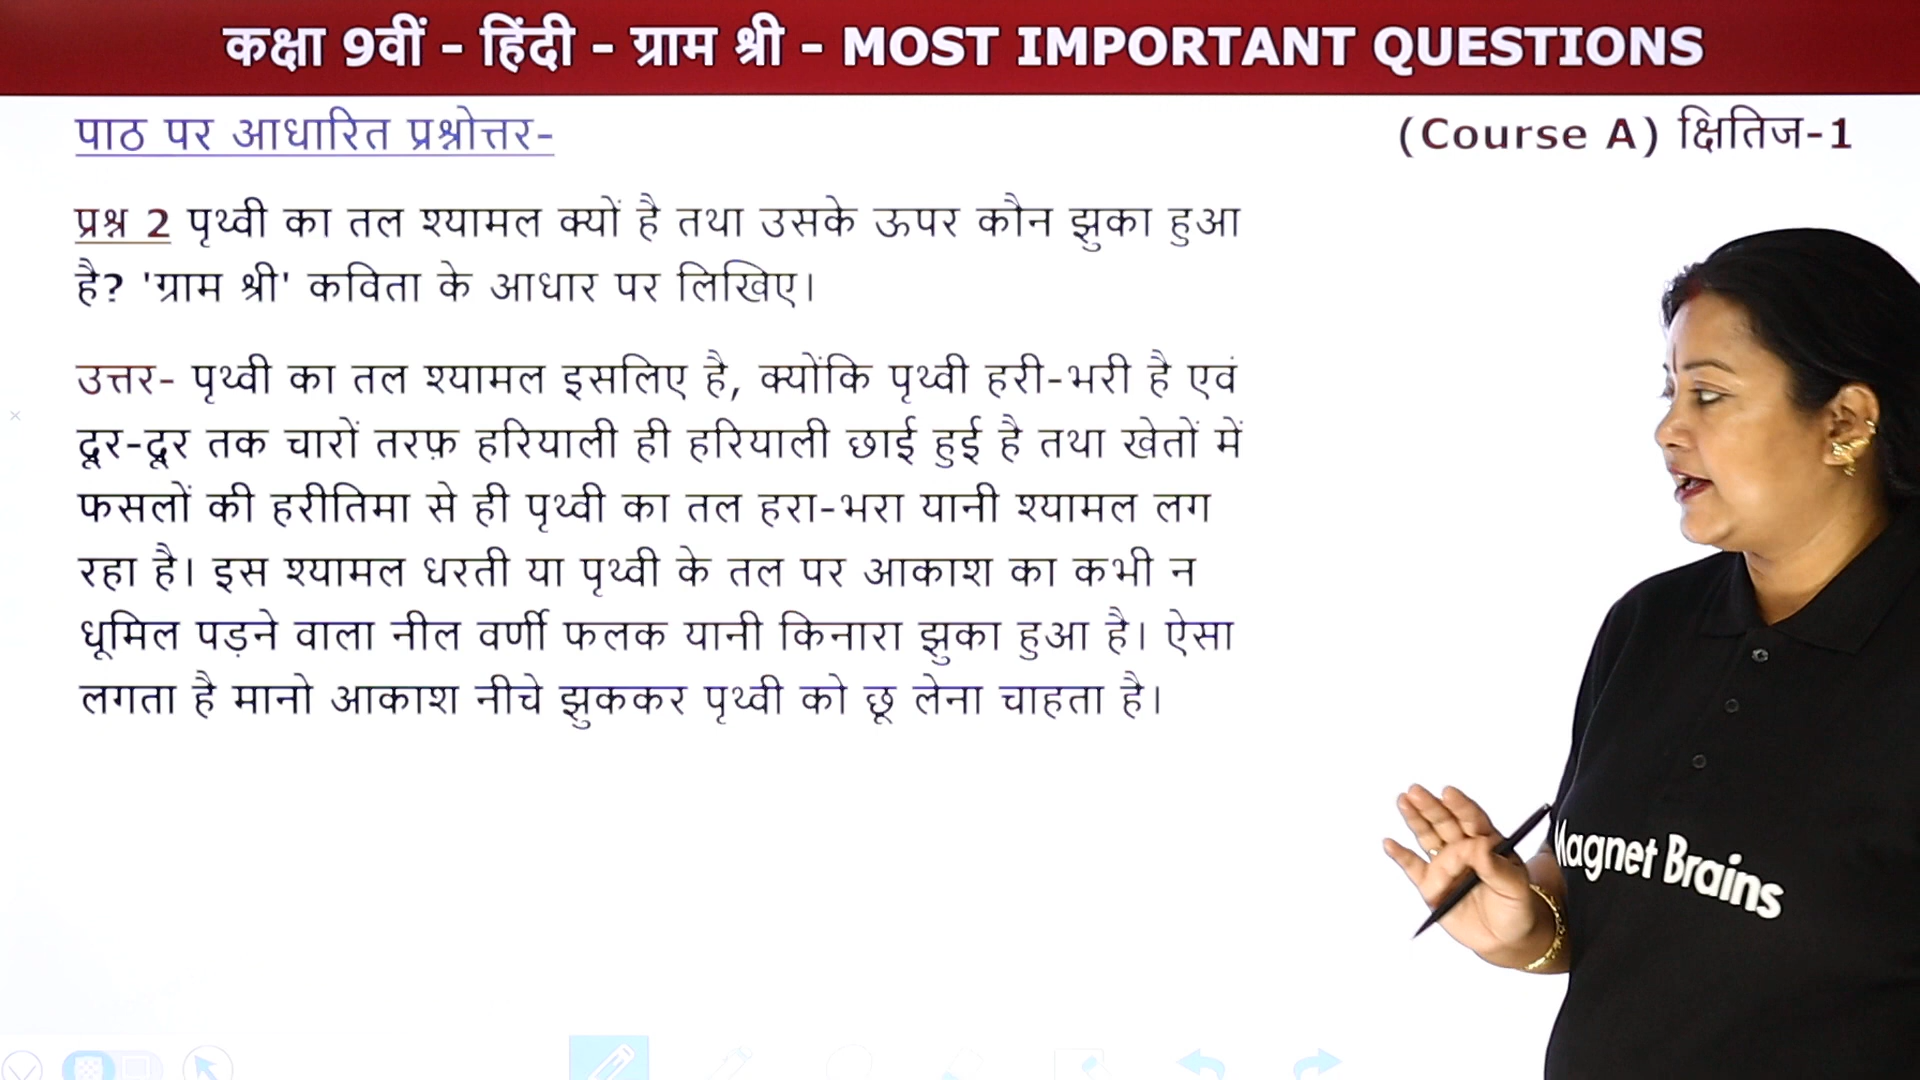 कक्षा 9वीं - हिंदी - ग्राम श्री - MOST IMPORTANT QUESTIONS
पाठ पर आधारित प्रश्नोत्तर-
(Course A) क्षितिज-1
प्रश्न 2 पृथ्वी का तल श्यामल क्यों है तथा उसके ऊपर कौन झुका हुआ
है? 'ग्राम श्री' कविता के आधार पर लिखिए।
उत्तर- पृथ्वी का तल श्यामल इसलिए है, क्योंकि पृथ्वी हरी-भरी है एवं
दूर-दूर तक चारों तरफ़ हरियाली ही हरियाली छाई हुई है तथा खेतों में
फसलों की हरीतिमा से ही पृथ्वी का तल हरा-भरा यानी श्यामल लग
रहा है। इस श्यामल धरती या पृथ्वी के तल पर आकाश का कभी न
धूमिल पड़ने वाला नील वर्णी फलक यानी किनारा झुका हुआ है। ऐसा
लगता है मानो आकाश नीचे झुककर पृथ्वी को छू लेना चाहता है।
Magnet Brains